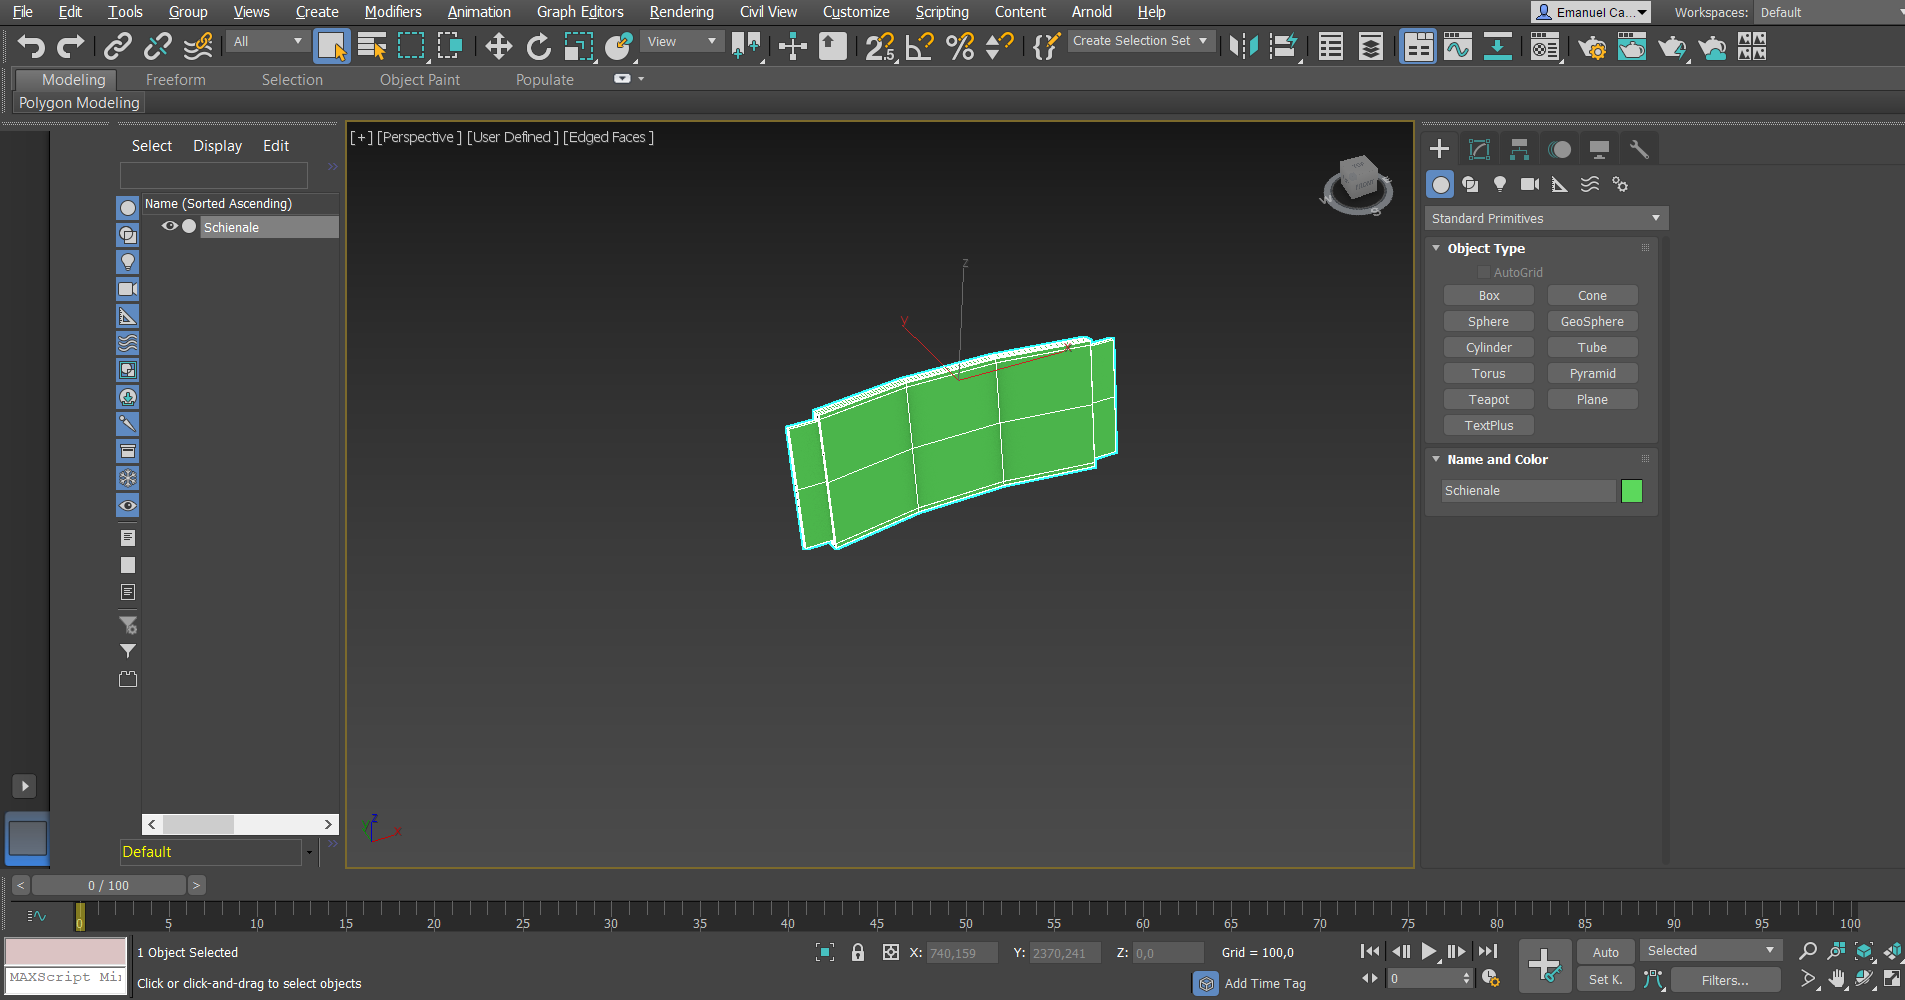 File Edit Tools Group Views Create Modifiers Animation Graph Editors Rendering Civil View Customize Scripting Content Arnold Help Emanuel Ca... Workspaces: Default
All View Create Selection Set
Modeling Freeform Selection Object Paint Populate
Polygon Modeling
Select Display Edit
Name (Sorted Ascending)
Schienale
Default
[+] [Perspective ] [User Defined ] [Edged Faces ]
TOP
FRONT
W S
z
y
x
z
x
Standard Primitives
Object Type
AutoGrid
Box Cone
Sphere GeoSphere
Cylinder Tube
Torus Pyramid
Teapot Plane
TextPlus
Name and Color
Schienale
< 0 / 100 >
0 5 10 15 20 25 30 35 40 45 50 55 60 65 70 75 80 85 90 95 100
1 Object Selected X: 740,159 Y: 2370,241 Z: 0,0 Grid = 100,0 Auto Selected
MAXScript Mi
Click or click-and-drag to select objects Add Time Tag 0 Set K. Filters...